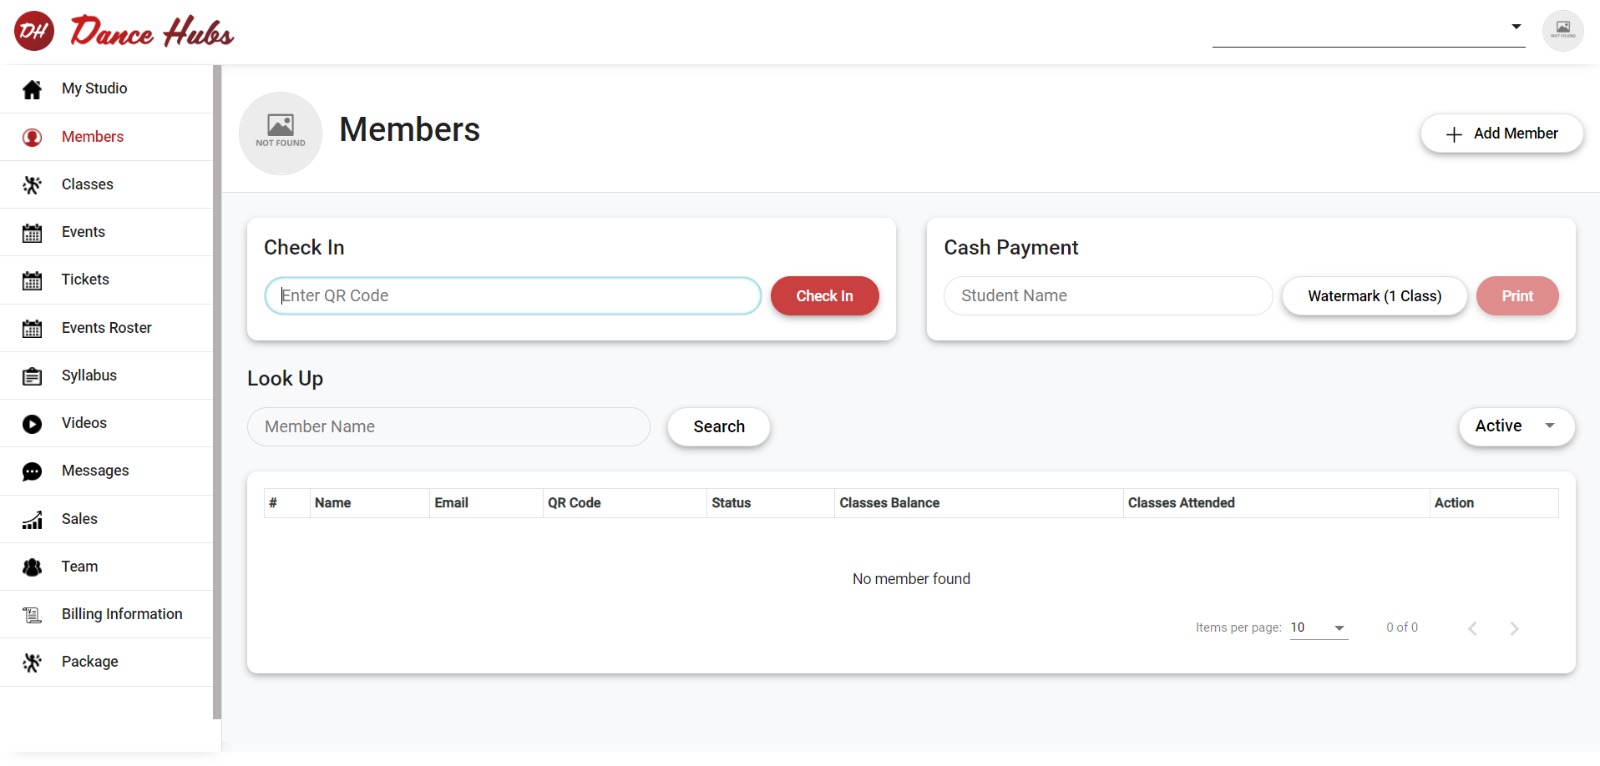 DH Dance Hubs
NOT FOUND
My Studio
Members
Classes
Events
Tickets
Events Roster
Syllabus
Videos
Messages
Sales
Team
Billing Information
Package
NOT FOUND
Members
Add Member
Check In
Enter QR Code
Check In
Cash Payment
Student Name
Watermark (1 Class)
Print
Look Up
Member Name
Search
Active
# Name Email QR Code Status Classes Balance Classes Attended Action
No member found
Items per page: 10 0 of 0